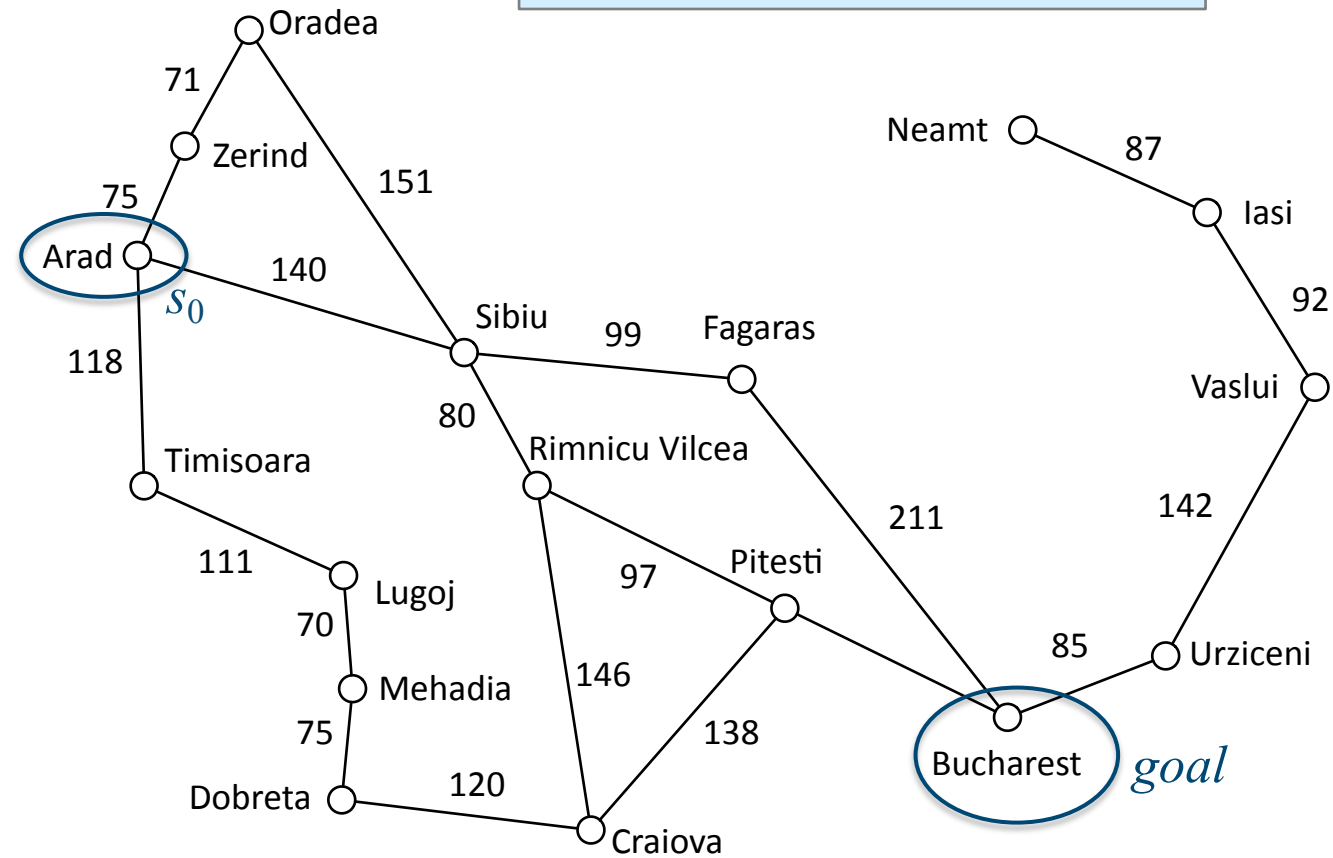 Oradea
71
Neamt
87
Zerind
151
75
Iasi
Arad
140
s0
92
Sibiu
99
Fagaras
118
Vaslui
80
Timisoara
Rimnicu Vilcea
142
211
111
97
Pitesti
Lugoj
70
85
Urziceni
146
Mehadia
75
138
Bucharest
goal
120
Dobreta
Craiova